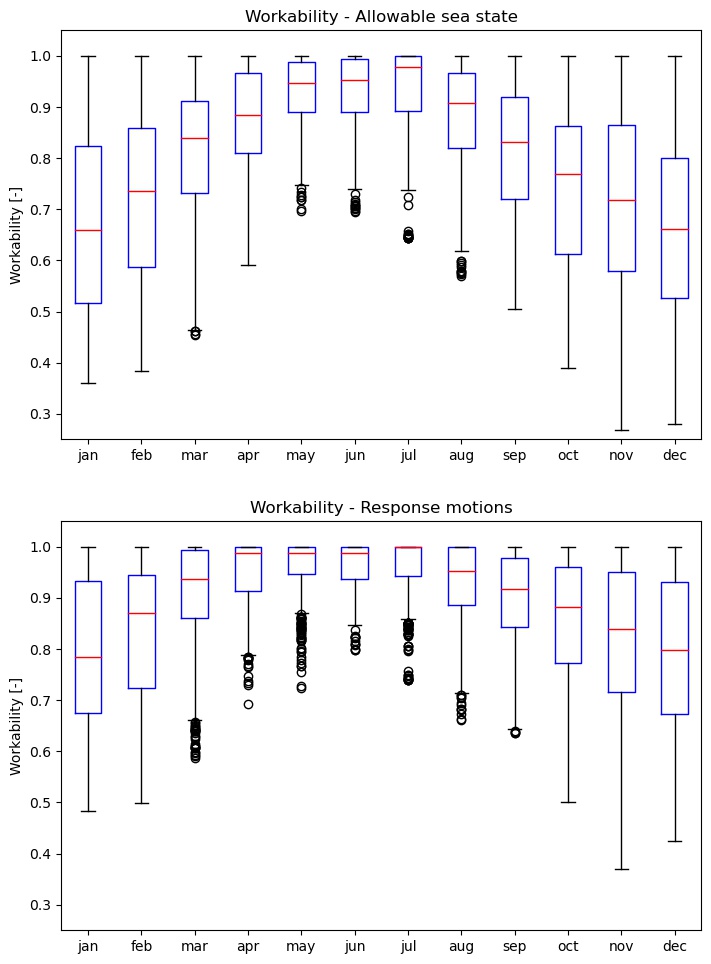 Workability - Allowable sea state
Workability [-]
1.0
0.9
0.8
0.7
0.6
0.5
0.4
0.3
jan feb mar apr may jun jul aug sep oct nov dec
Workability - Response motions
Workability [-]
1.0
0.9
0.8
0.7
0.6
0.5
0.4
0.3
jan feb mar apr may jun jul aug sep oct nov dec